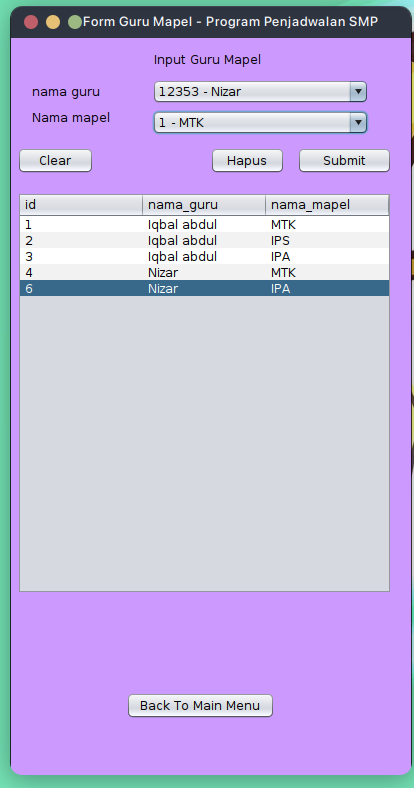 Form Guru Mapel - Program Penjadwalan SMP
Input Guru Mapel
nama guru 12353 - Nizar
Nama mapel 1 - MTK
Clear Hapus Submit
id nama_guru nama_mapel
1 Iqbal abdul MTK
2 Iqbal abdul IPS
3 Iqbal abdul IPA
4 Nizar MTK
6 Nizar IPA
Back To Main Menu